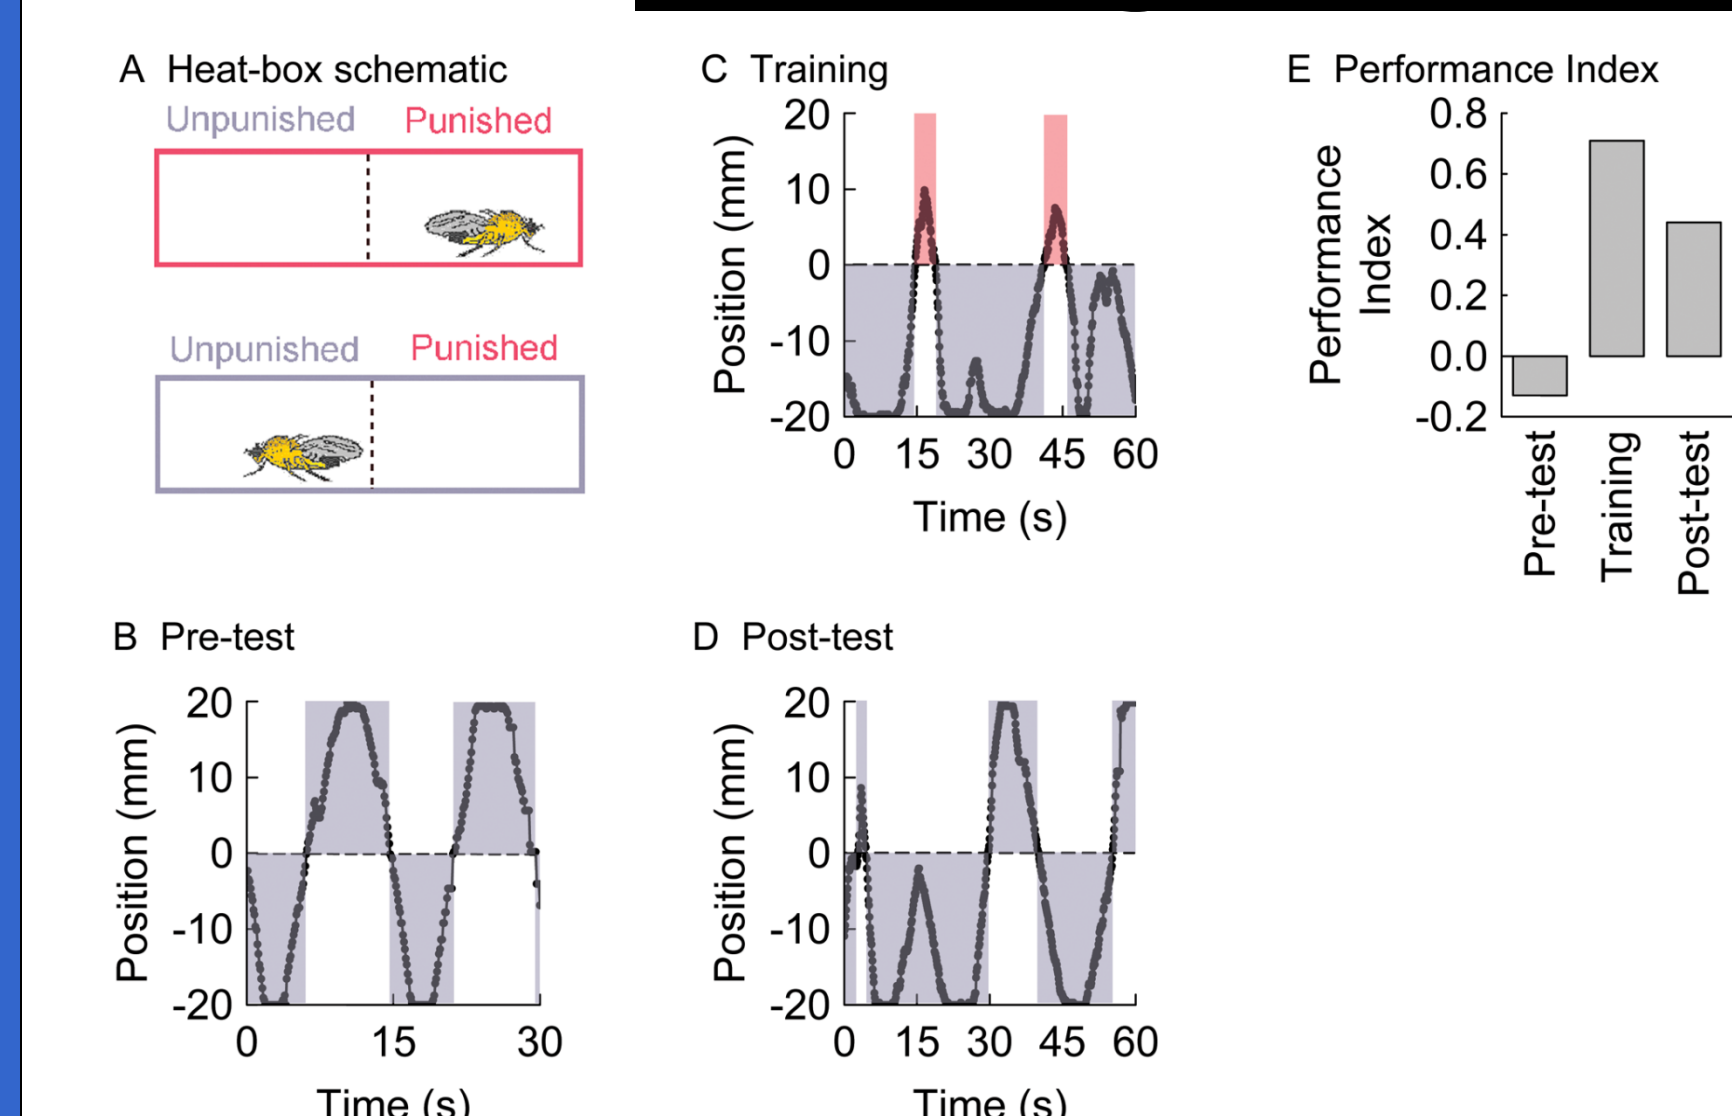 A Heat-box schematic
Unpunished Punished
Unpunished Punished
B Pre-test
20
10
0
-10
-20
Position (mm)
0 15 30
Time (s)
C Training
20
10
0
-10
-20
Position (mm)
0 15 30 45 60
Time (s)
D Post-test
20
10
0
-10
-20
Position (mm)
0 15 30 45 60
Time (s)
E Performance Index
0.8
0.6
0.4
0.2
0.0
-0.2
Performance
Index
Pre-test
Training
Post-test